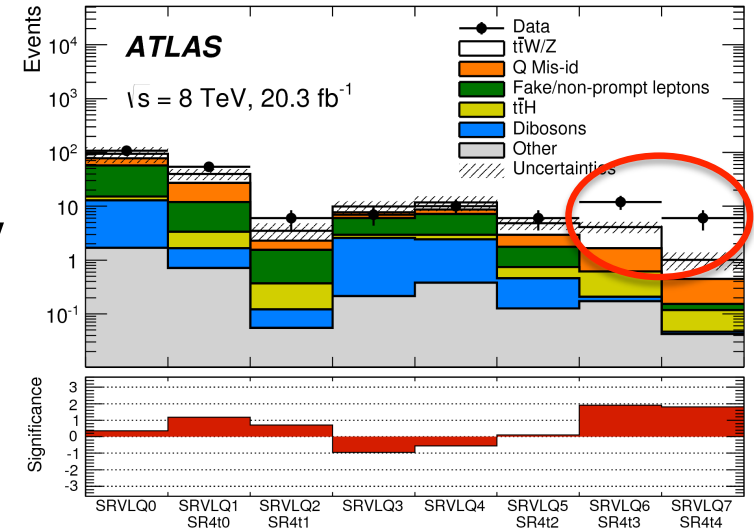 Events
10⁴
10³
10²
10
1
10⁻¹
ATLAS
√s = 8 TeV, 20.3 fb⁻¹
Data
tt̄W/Z
Q Mis-id
Fake/non-prompt leptons
tt̄H
Dibosons
Other
Uncertainties
Significance
3
2
1
0
-1
-2
-3
SRVLQ0 SRVLQ1 SRVLQ2 SRVLQ3 SRVLQ4 SRVLQ5 SRVLQ6 SRVLQ7
SR4t0 SR4t1 SR4t2 SR4t3 SR4t4